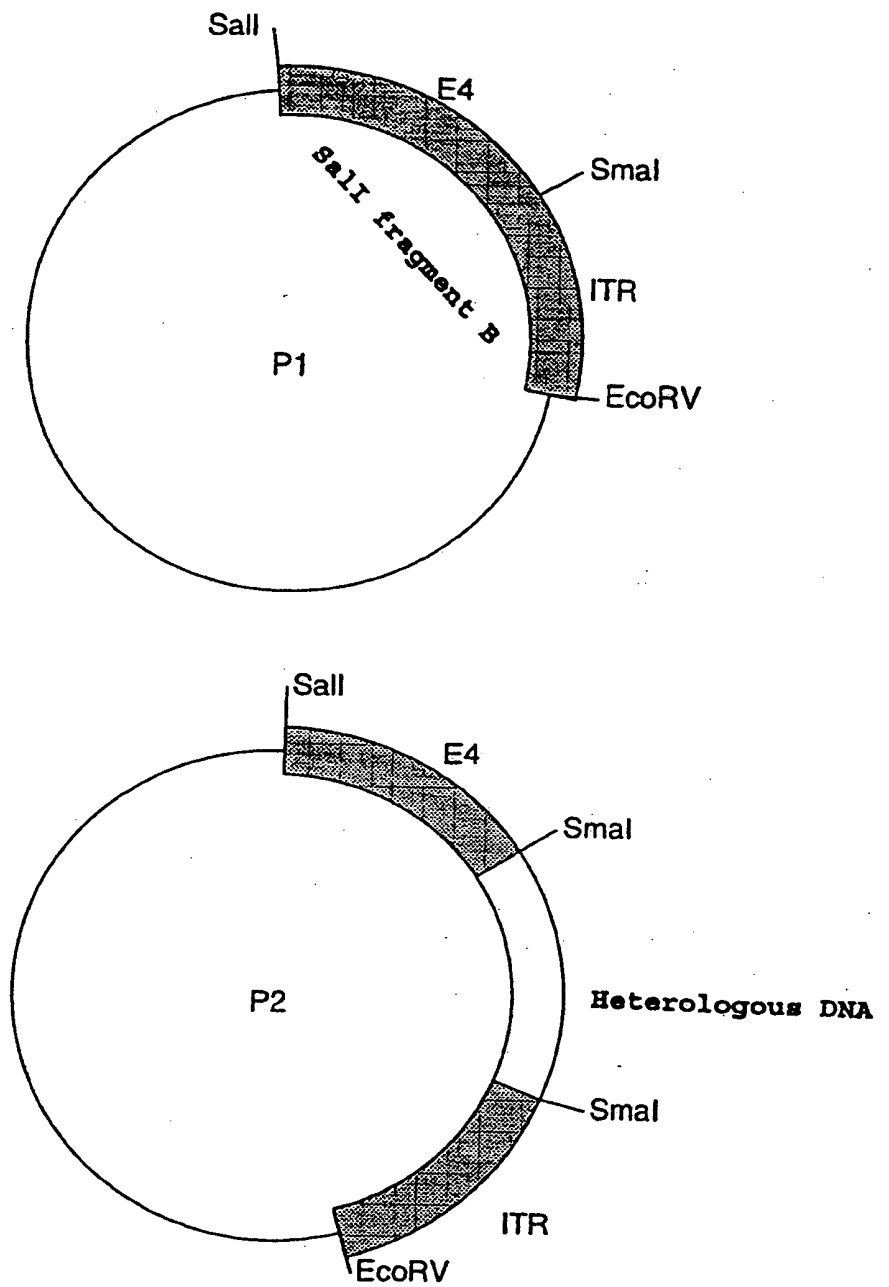 SalI
E4
SmaI
SalI fragment B
ITR
P1
EcoRV
SalI
E4
SmaI
P2
Heterologous DNA
SmaI
ITR
EcoRV